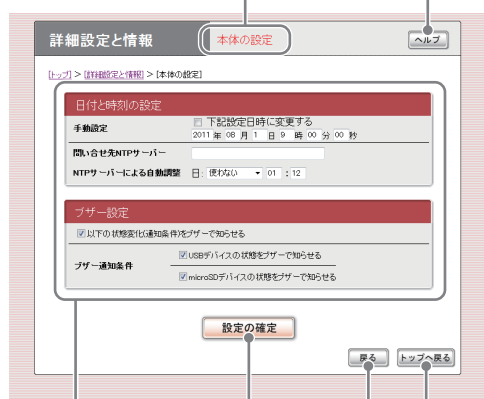 詳細設定と情報 本体の設定 ヘルプ
[トップ] > [詳細設定と情報] > [本体の設定]
日付と時刻の設定
手動設定 下記設定日時に変更する
2011 年 08 月 1 日 9 時 00 分 00 秒
問い合せ先NTPサーバー
NTPサーバーによる自動調整 日: 使わない 01 : 12
ブザー設定
以下の状態変化(通知条件)をブザーで知らせる
ブザー通知条件
USBデバイスの状態をブザーで知らせる
microSDデバイスの状態をブザーで知らせる
設定の確定
戻る トップへ戻る